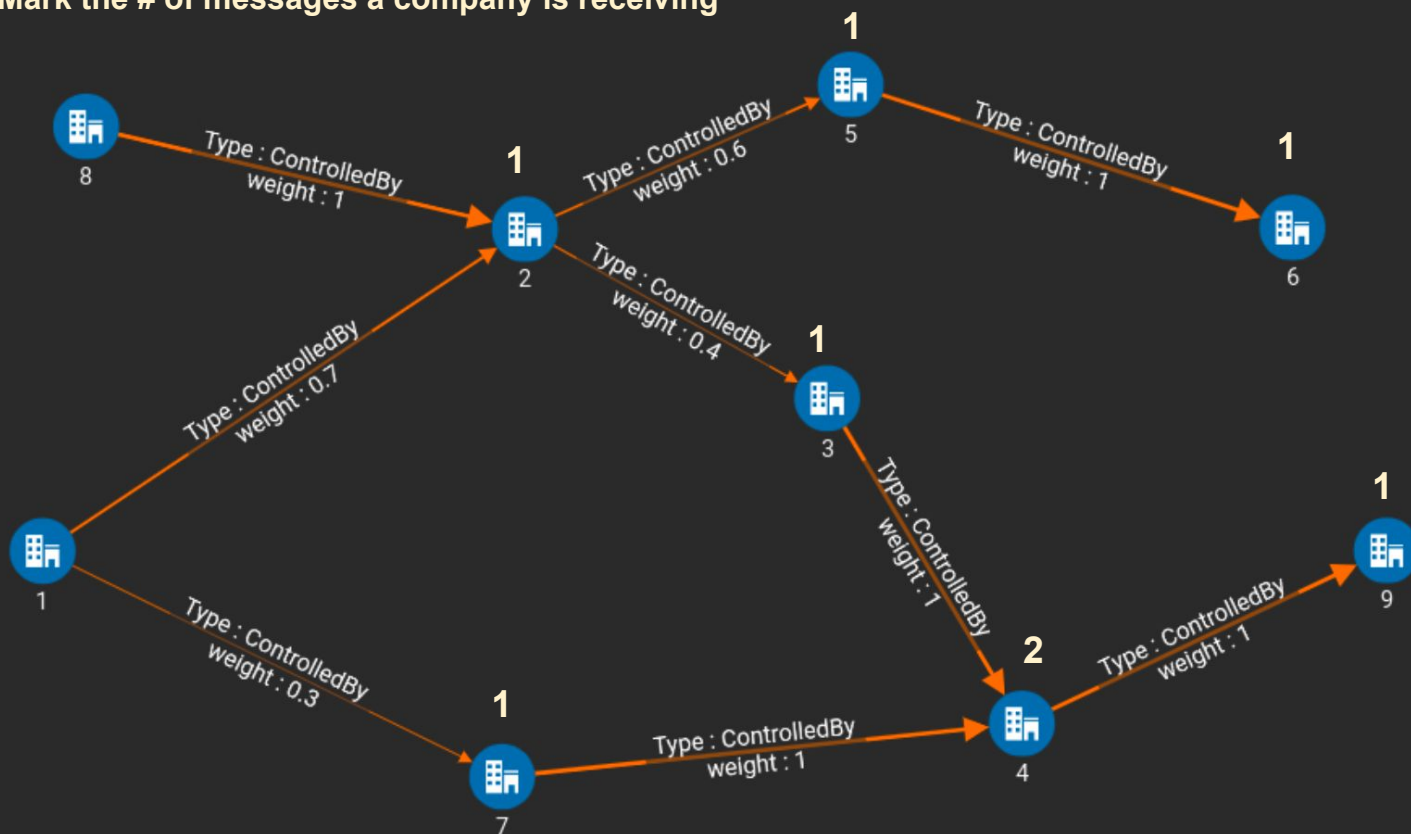 Mark the # of messages a company is receiving
1
8
Type : ControlledBy
weight : 1
1
2
Type : ControlledBy
weight : 0.6
5
Type : ControlledBy
weight : 1
1
6
Type : ControlledBy
weight : 0.4
1
3
Type : ControlledBy
weight : 0.7
1
Type : ControlledBy
weight : 0.3
1
7
Type : ControlledBy
weight : 1
Type : ControlledBy
weight : 1
2
4
Type : ControlledBy
weight : 1
1
9